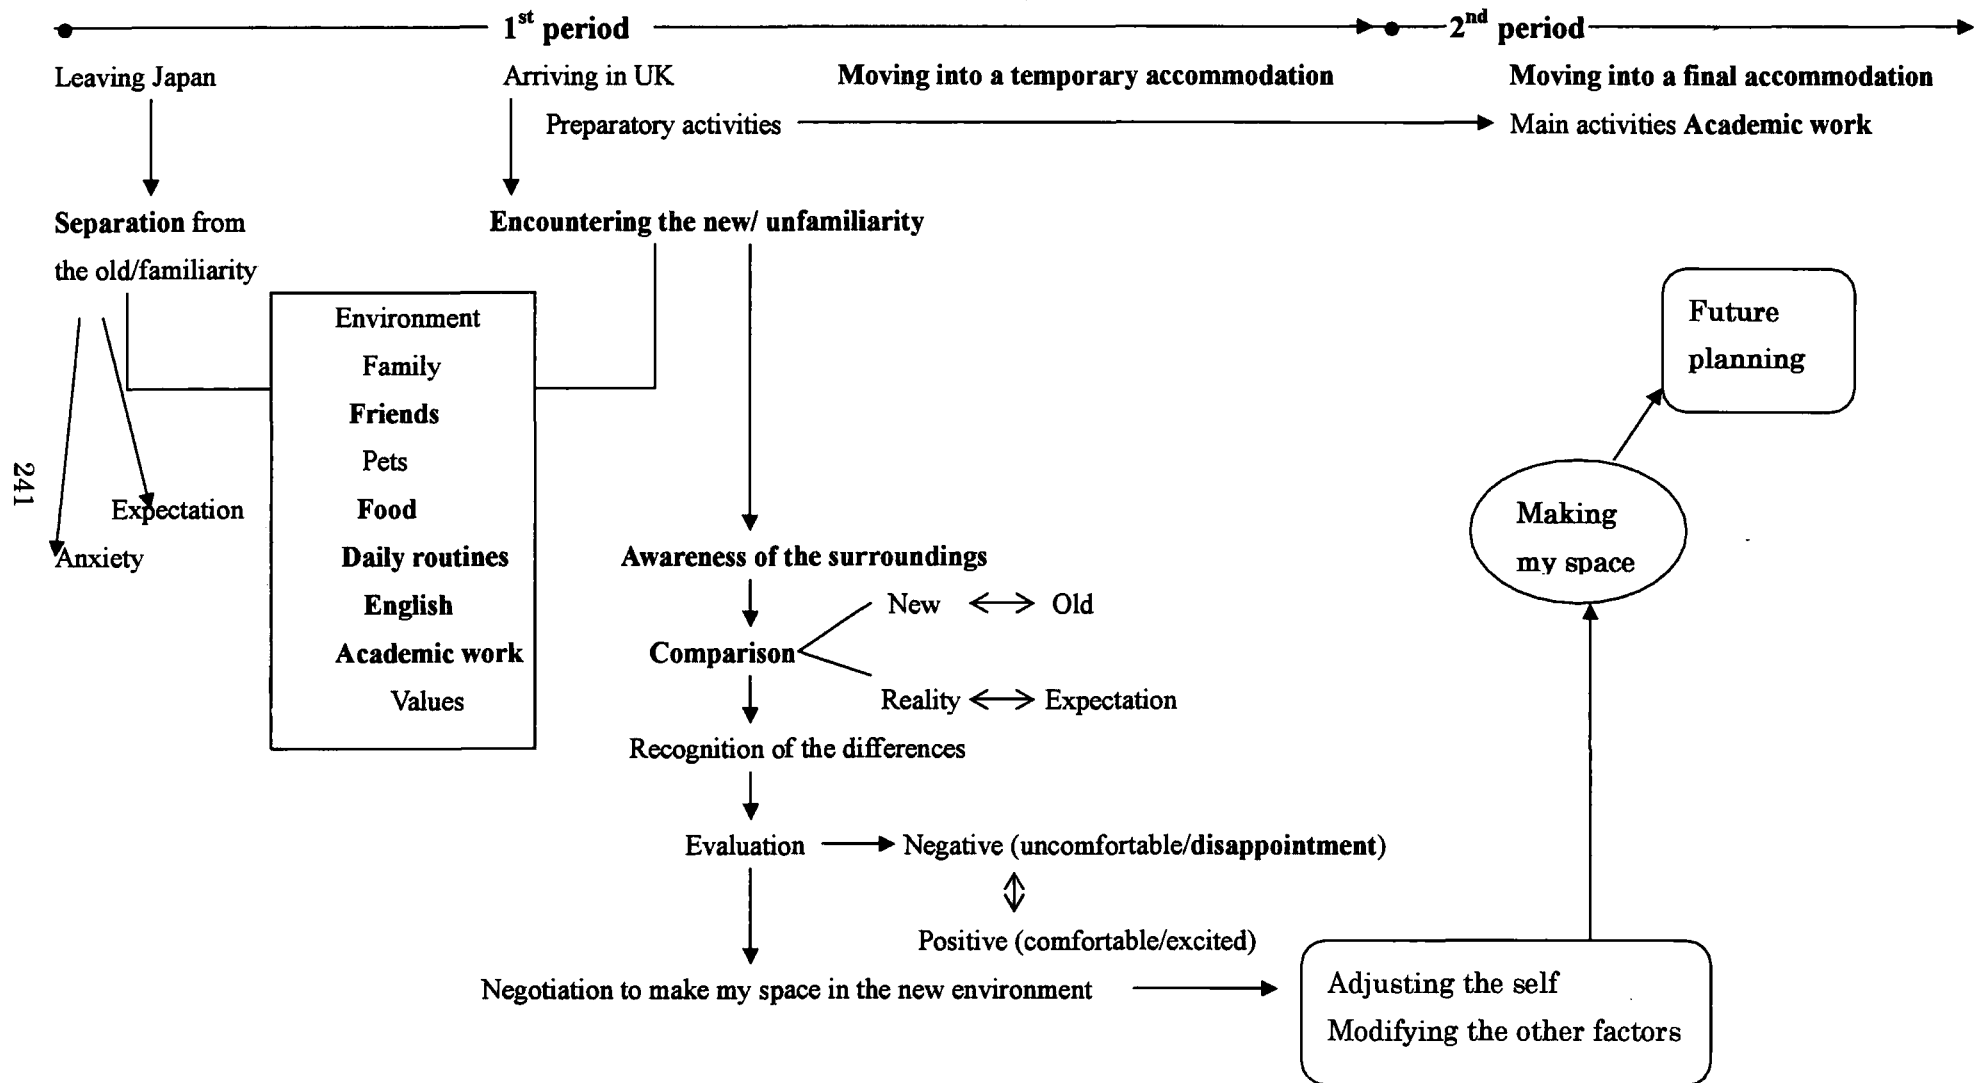 1st period
2nd period
Leaving Japan
Arriving in UK
Moving into a temporary accommodation
Moving into a final accommodation
Preparatory activities
Main activities Academic work
Separation from
the old/familiarity
Encountering the new/ unfamiliarity
Environment
Family
Friends
Pets
Food
Daily routines
English
Academic work
Values
Expectation
Anxiety
241
Awareness of the surroundings
New
Old
Comparison
Reality
Expectation
Recognition of the differences
Evaluation
Negative (uncomfortable/disappointment)
Positive (comfortable/excited)
Negotiation to make my space in the new environment
Adjusting the self
Modifying the other factors
Making
my space
Future
planning